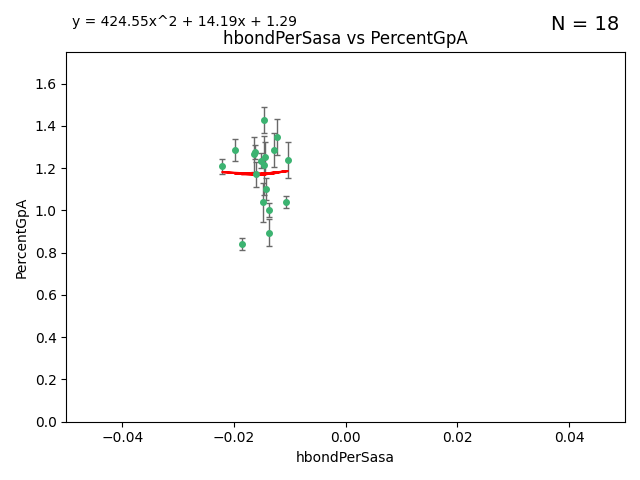 y = 424.55x^2 + 14.19x + 1.29
N = 18
hbondPerSasa vs PercentGpA
PercentGpA
1.6
1.4
1.2
1.0
0.8
0.6
0.4
0.2
0.0
−0.04
−0.02
0.00
0.02
0.04
hbondPerSasa